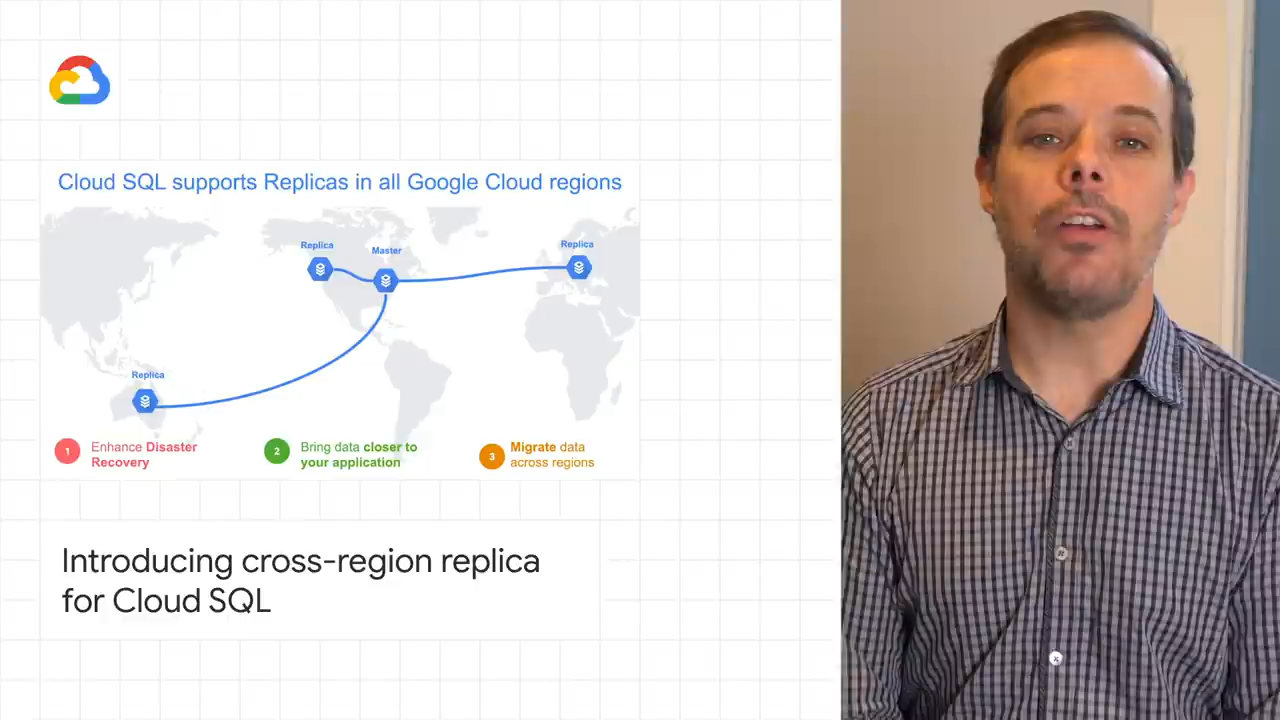 Cloud SQL supports Replicas in all Google Cloud regions
Replica
Master
Replica
Replica
1
Enhance Disaster
Recovery
2
Bring data closer to
your application
3
Migrate data
across regions
Introducing cross-region replica
for Cloud SQL